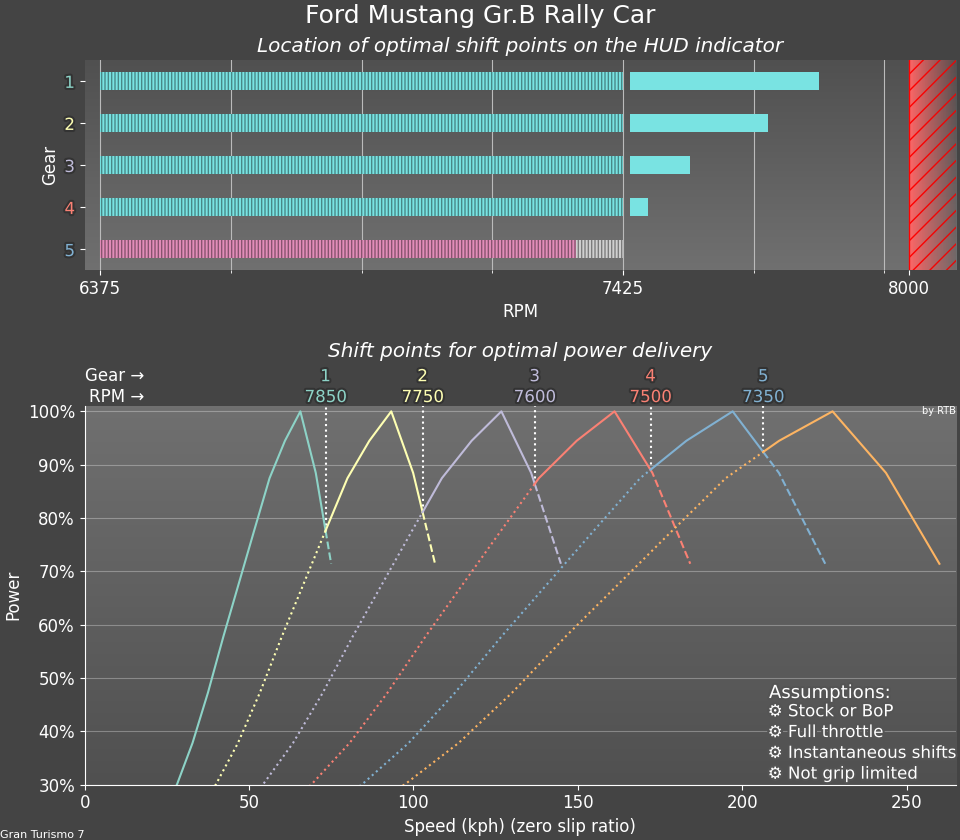 Ford Mustang Gr.B Rally Car
Location of optimal shift points on the HUD indicator
Gear
1
2
3
4
5
6375 7425 8000
RPM
Shift points for optimal power delivery
Gear → 1 2 3 4 5
RPM → 7850 7750 7600 7500 7350
by RTB
Power
100%
90%
80%
70%
60%
50%
40%
30%
Assumptions:
⚙ Stock or BoP
⚙ Full throttle
⚙ Instantaneous shifts
⚙ Not grip limited
0 50 100 150 200 250
Speed (kph) (zero slip ratio)
Gran Turismo 7